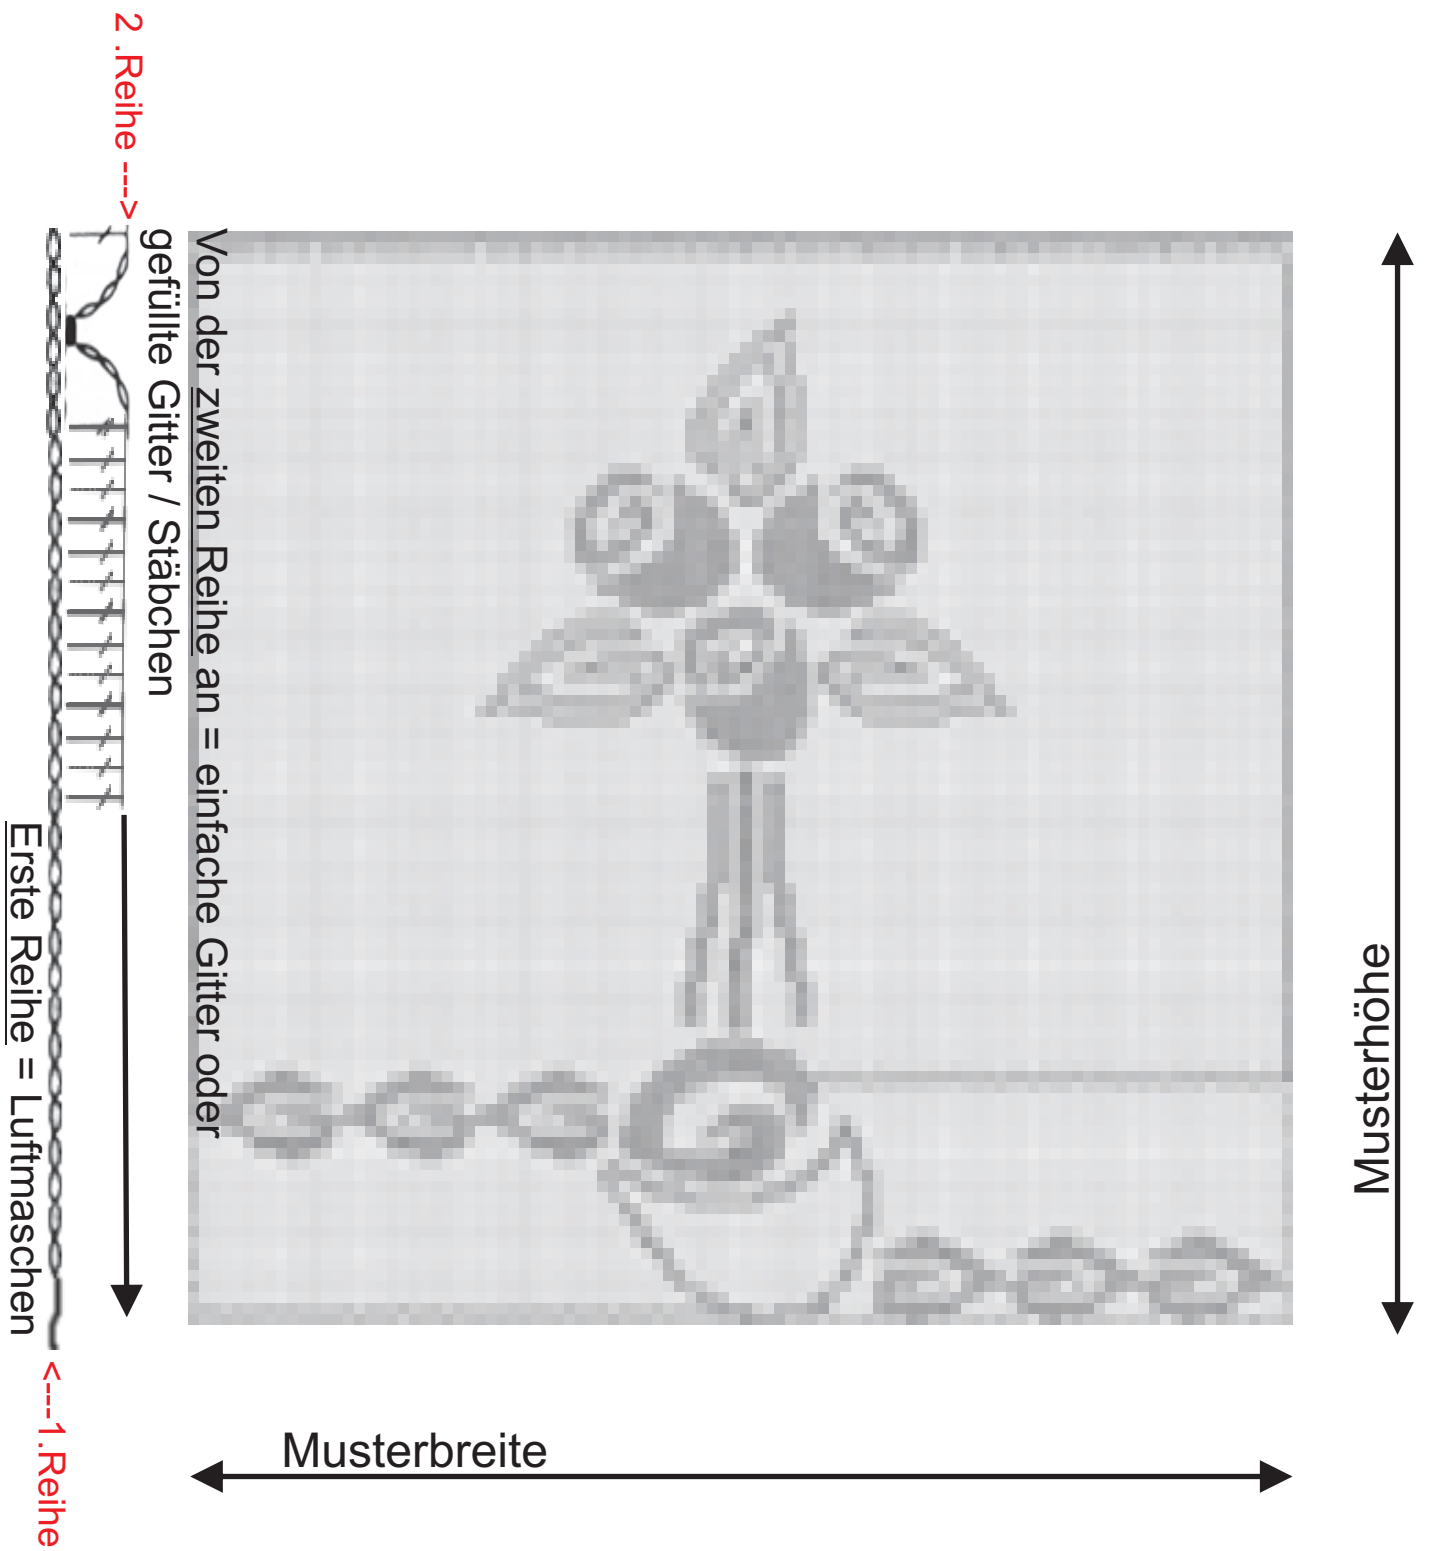 2 .Reihe ---->
Von der zweiten Reihe an = einfache Gitter oder
gefüllte Gitter / Stäbchen
Erste Reihe = Luftmaschen
<---1.Reihe
Musterhöhe
Musterbreite